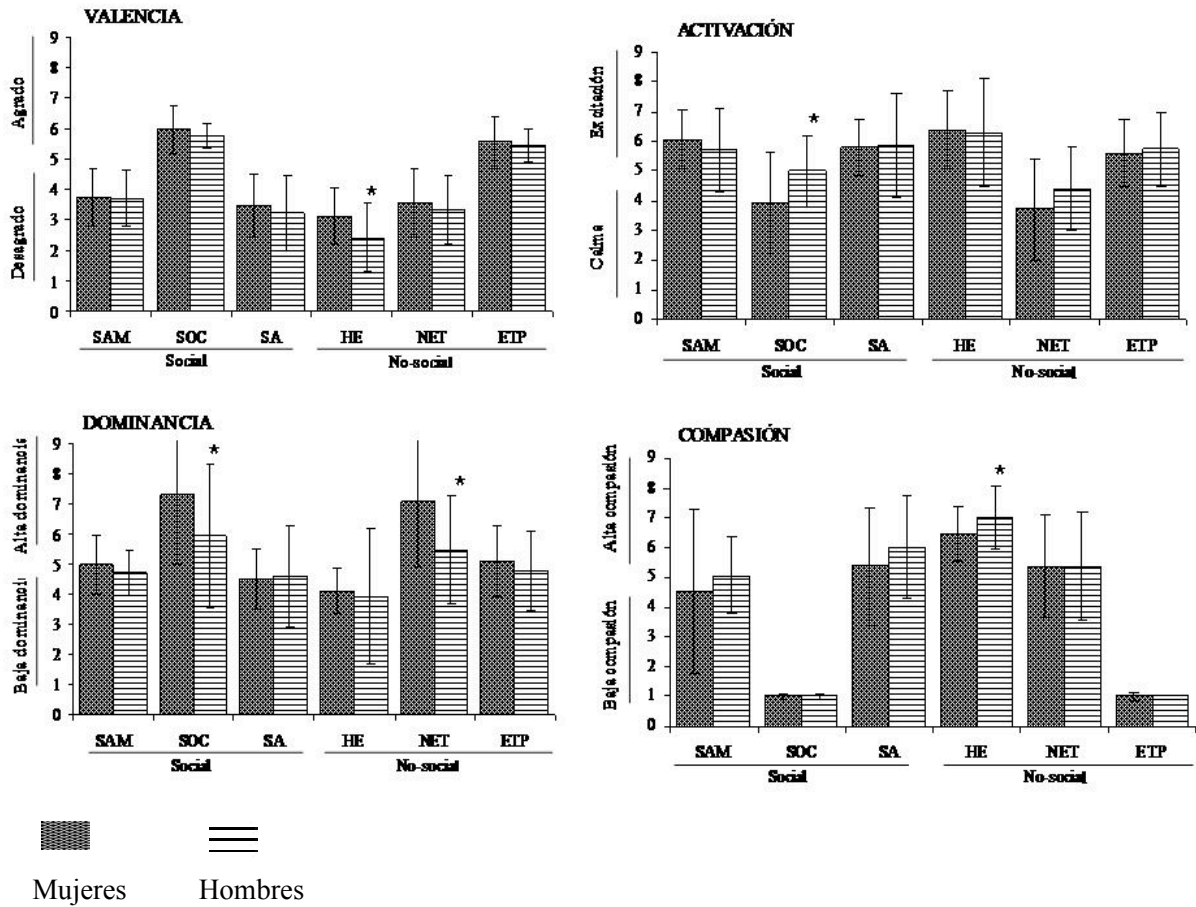 VALENCIA
Agrado
Desagrado
9
8
7
6
5
4
3
2
1
0
*
SAM SOC SA HE NET ETP
Social No-social
ACTIVACIÓN
Excitación
Calma
9
8
7
6
5
4
3
2
1
0
*
SAM SOC SA HE NET ETP
Social No-social
DOMINANCIA
Alta dominancia
Baja dominanci
9
8
7
6
5
4
3
2
1
0
* *
SAM SOC SA HE NET ETP
Social No-social
COMPASIÓN
Alta compasión
Baja compasión
9
8
7
6
5
4
3
2
1
0
*
SAM SOC SA HE NET ETP
Social No-social
Mujeres Hombres